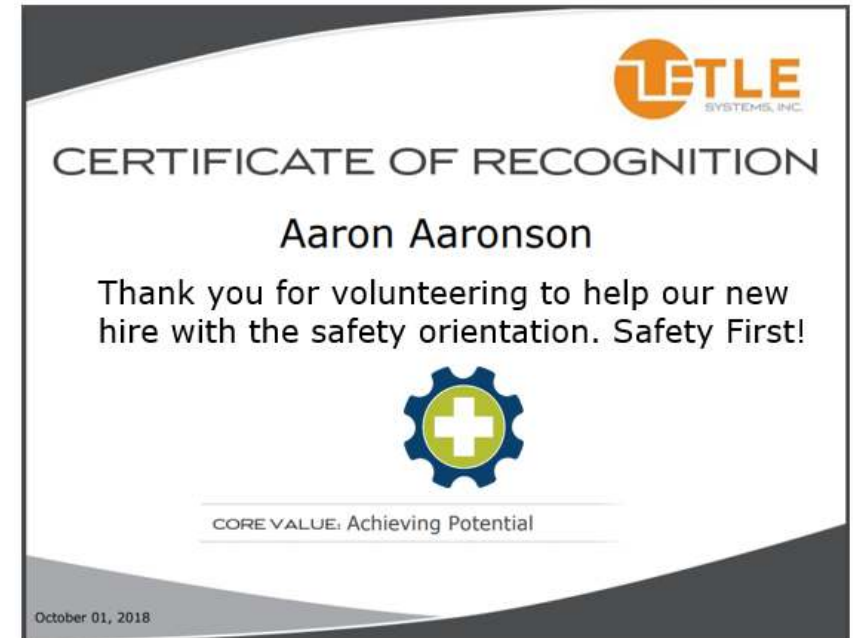 TLE
SYSTEMS, INC.
CERTIFICATE OF RECOGNITION
Aaron Aaronson
Thank you for volunteering to help our new
hire with the safety orientation. Safety First!
CORE VALUE: Achieving Potential
October 01, 2018